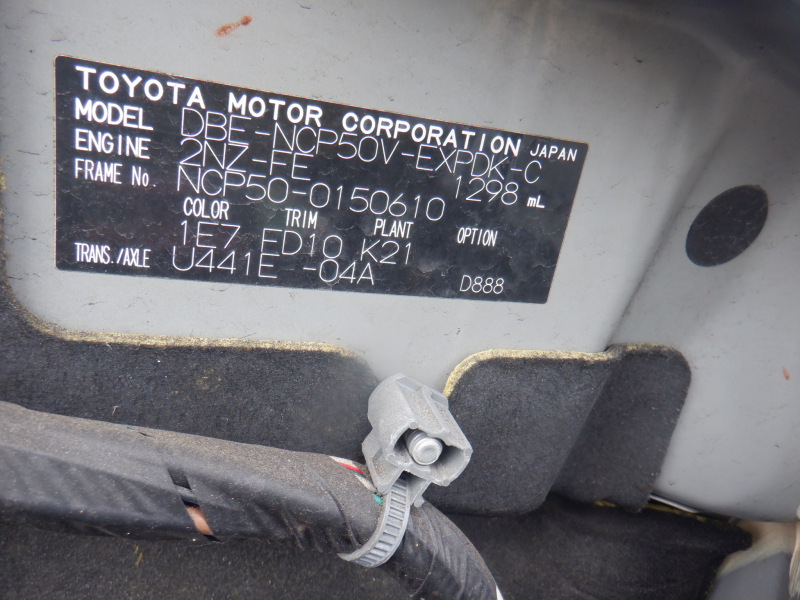 TOYOTA MOTOR CORPORATION JAPAN
MODEL DBE-NCP50V-EXPDK-C
ENGINE 2NZ-FE 1298 mL
FRAME No. NCP50-0150610
COLOR TRIM PLANT OPTION
1E7 ED10 K21
TRANS./AXLE U441E -04A D888